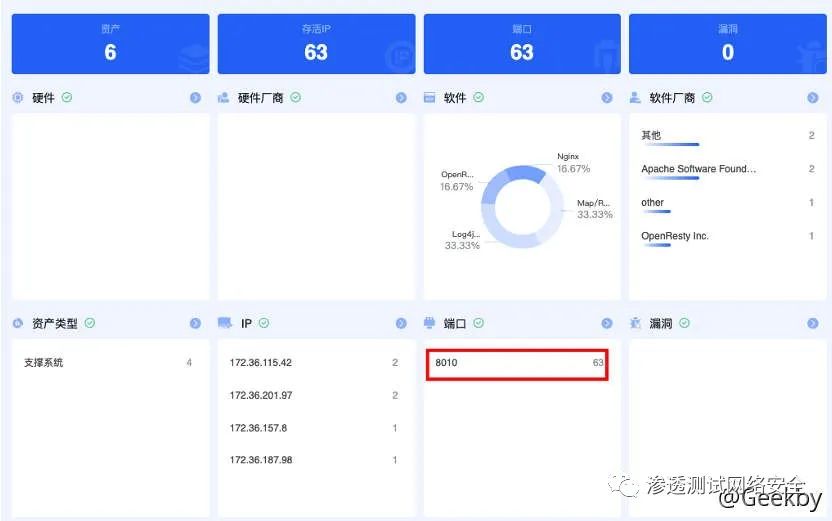 资产
6
存活IP
63
端口
63
漏洞
0
硬件
硬件厂商
软件
软件厂商
Nginx
16.67%
OpenR...
16.67%
Map/R...
33.33%
Log4j...
33.33%
其他 2
Apache Software Found... 2
other 1
OpenResty Inc. 1
资产类型
IP
端口
漏洞
支撑系统 4
172.36.115.42 2
172.36.201.97 2
172.36.157.8 1
172.36.187.98 1
8010 63
渗透测试网络安全
@Geekby